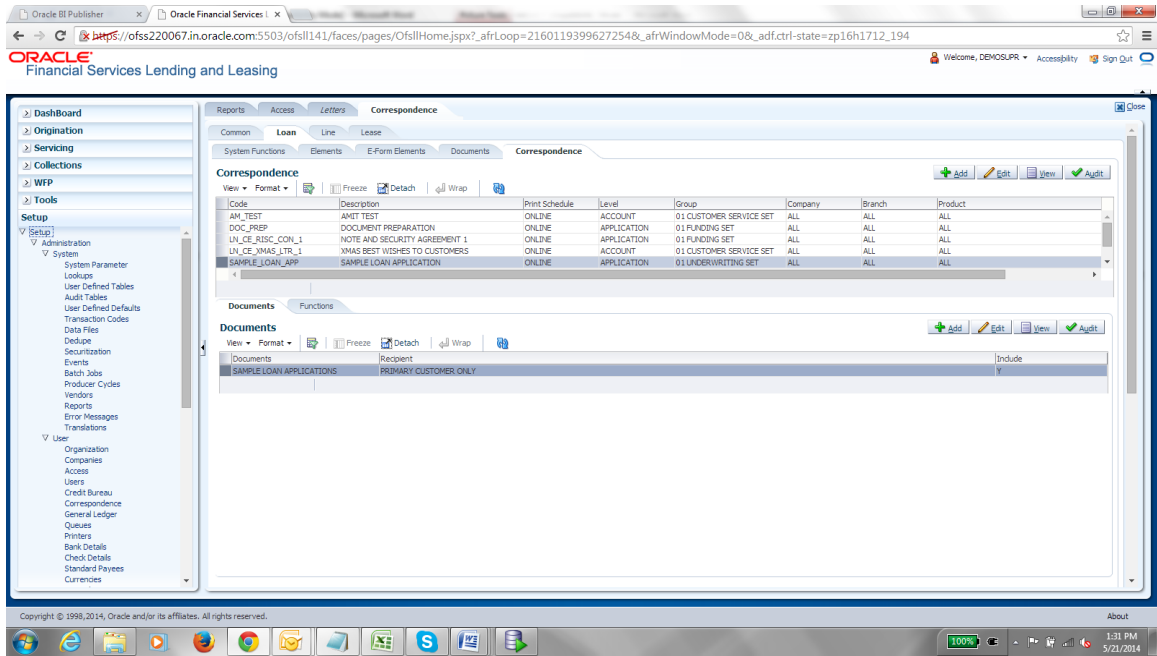 Oracle BI Publisher × Oracle Financial Services L ×
https://ofss220067.in.oracle.com:5503/ofsll141/faces/pages/OfsllHome.jspx?_afrLoop=2160119399627254&_afrWindowMode=0&_adf.ctrl-state=zp16h1712_194
ORACLE
Financial Services Lending and Leasing
Welcome, DEMOSUPR Accessibility Sign Out
DashBoard
Origination
Servicing
Collections
WFP
Tools
Setup
Setup
Administration
System
System Parameter
Lookups
User Defined Tables
Audit Tables
User Defined Defaults
Transaction Codes
Data Files
Dedupe
Securitization
Events
Batch Jobs
Producer Cycles
Vendors
Reports
Error Messages
Translations
User
Organization
Companies
Access
Users
Credit Bureau
Correspondence
General Ledger
Queues
Printers
Bank Details
Check Details
Standard Payees
Currencies
Reports Access Letters Correspondence Close
Common Loan Line Lease
System Functions Elements E-Form Elements Documents Correspondence
Correspondence Add Edit View Audit
View Format Freeze Detach Wrap
Code Description Print Schedule Level Group Company Branch Product
AM_TEST AMIT TEST ONLINE ACCOUNT 01 CUSTOMER SERVICE SET ALL ALL ALL
DOC_PREP DOCUMENT PREPARATION ONLINE APPLICATION 01 FUNDING SET ALL ALL ALL
LN_CE_RISC_CON_1 NOTE AND SECURITY AGREEMENT 1 ONLINE APPLICATION 01 FUNDING SET ALL ALL ALL
LN_CE_XMAS_LTR_1 XMAS BEST WISHES TO CUSTOMERS ONLINE ACCOUNT 01 CUSTOMER SERVICE SET ALL ALL ALL
SAMPLE_LOAN_APP SAMPLE LOAN APPLICATION ONLINE APPLICATION 01 UNDERWRITING SET ALL ALL ALL
Documents Functions
Documents Add Edit View Audit
View Format Freeze Detach Wrap
Documents Recipient Include
SAMPLE LOAN APPLICATIONS PRIMARY CUSTOMER ONLY Y
Copyright © 1998,2014, Oracle and/or its affiliates. All rights reserved. About
100% 1:31 PM
5/21/2014